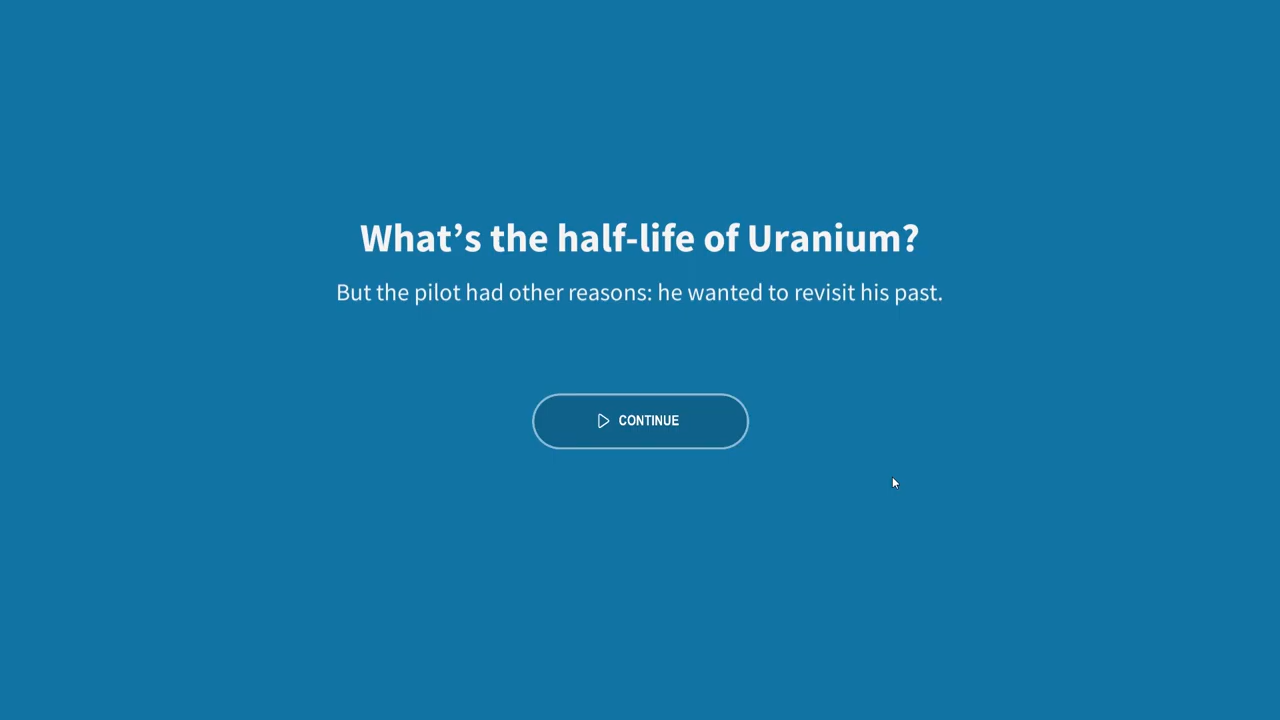 What’s the half-life of Uranium?
But the pilot had other reasons: he wanted to revisit his past.
CONTINUE